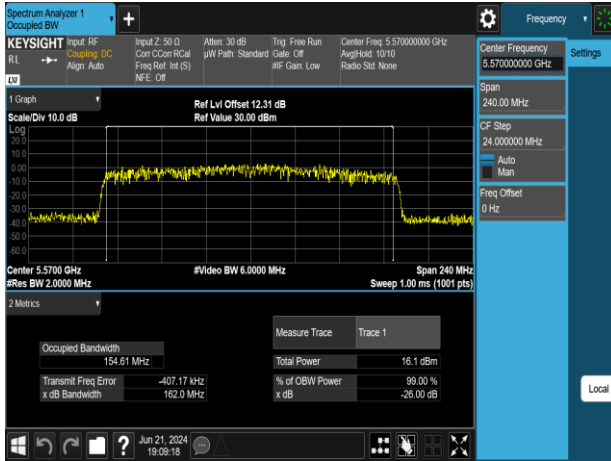 Spectrum Analyzer 1
Occupied BW
Frequency
KEYSIGHT
Input: RF
Coupling: DC
Align: Auto
Input Z: 50 Ω
Corr CCorr RCal
Freq Ref: Int (S)
NFE: Off
Atten: 30 dB
µW Path: Standard
Trig: Free Run
Gate: Off
#IF Gain: Low
Center Freq: 5.570000000 GHz
Avg|Hold: 10/10
Radio Std: None
RL
LXI
Center Frequency
5.570000000 GHz
Settings
Span
240.00 MHz
CF Step
24.000000 MHz
Auto
Man
Freq Offset
0 Hz
Local
1 Graph
Scale/Div 10.0 dB
Ref Lvl Offset 12.31 dB
Ref Value 30.00 dBm
Log
20.0
10.0
0.00
-10.0
-20.0
-30.0
-40.0
-50.0
-60.0
Center 5.5700 GHz
#Video BW 6.0000 MHz
Span 240 MHz
#Res BW 2.0000 MHz
Sweep 1.00 ms (1001 pts)
2 Metrics
Measure Trace
Trace 1
Occupied Bandwidth
154.61 MHz
Total Power
16.1 dBm
Transmit Freq Error
-407.17 kHz
% of OBW Power
99.00 %
x dB Bandwidth
162.0 MHz
x dB
-26.00 dB
?
Jun 21, 2024
19:09:18